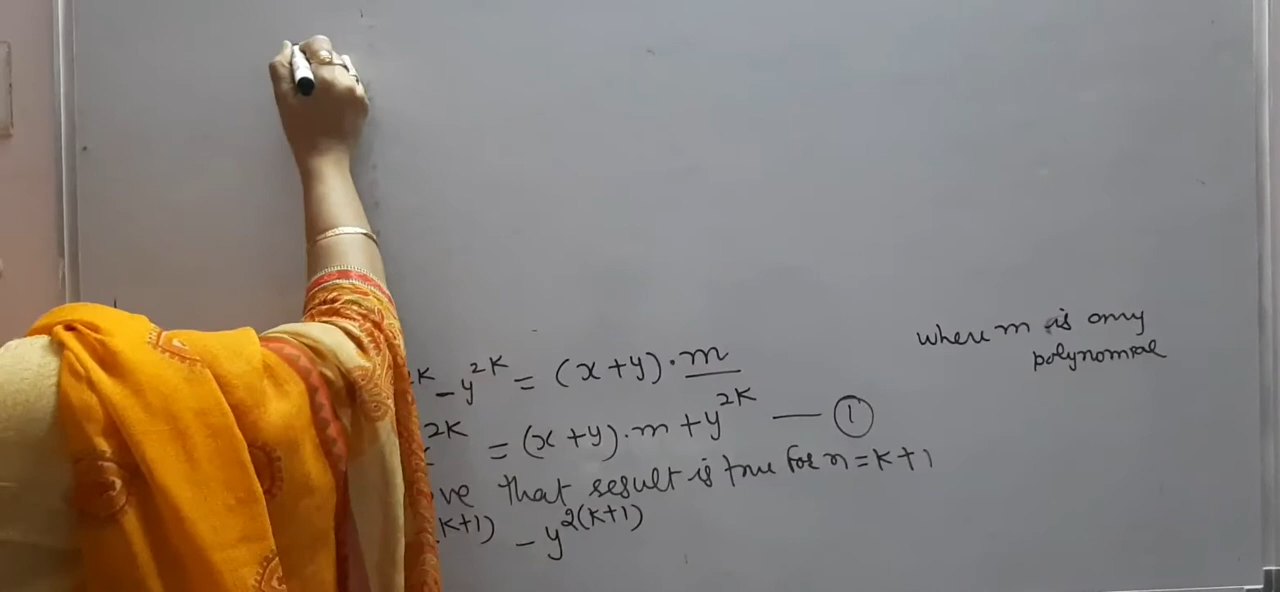 K - y^2K = (x+y)·m
where m is any
polynomial
2K = (x+y)·m + y^2K — ①
ve that result is true for n=K+1
K+1) - y^2(K+1)